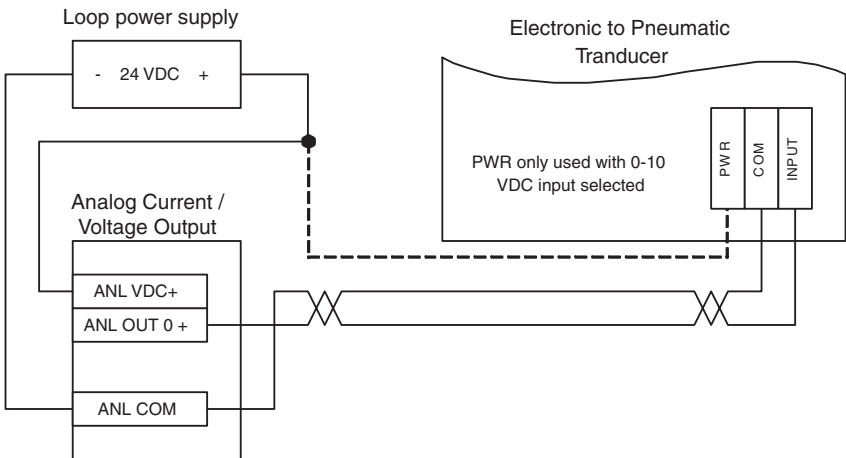 Loop power supply
- 24 VDC +
Electronic to Pneumatic
Tranducer
PWR only used with 0-10
VDC input selected
PWR
COM
INPUT
Analog Current /
Voltage Output
ANL VDC+
ANL OUT 0 +
ANL COM